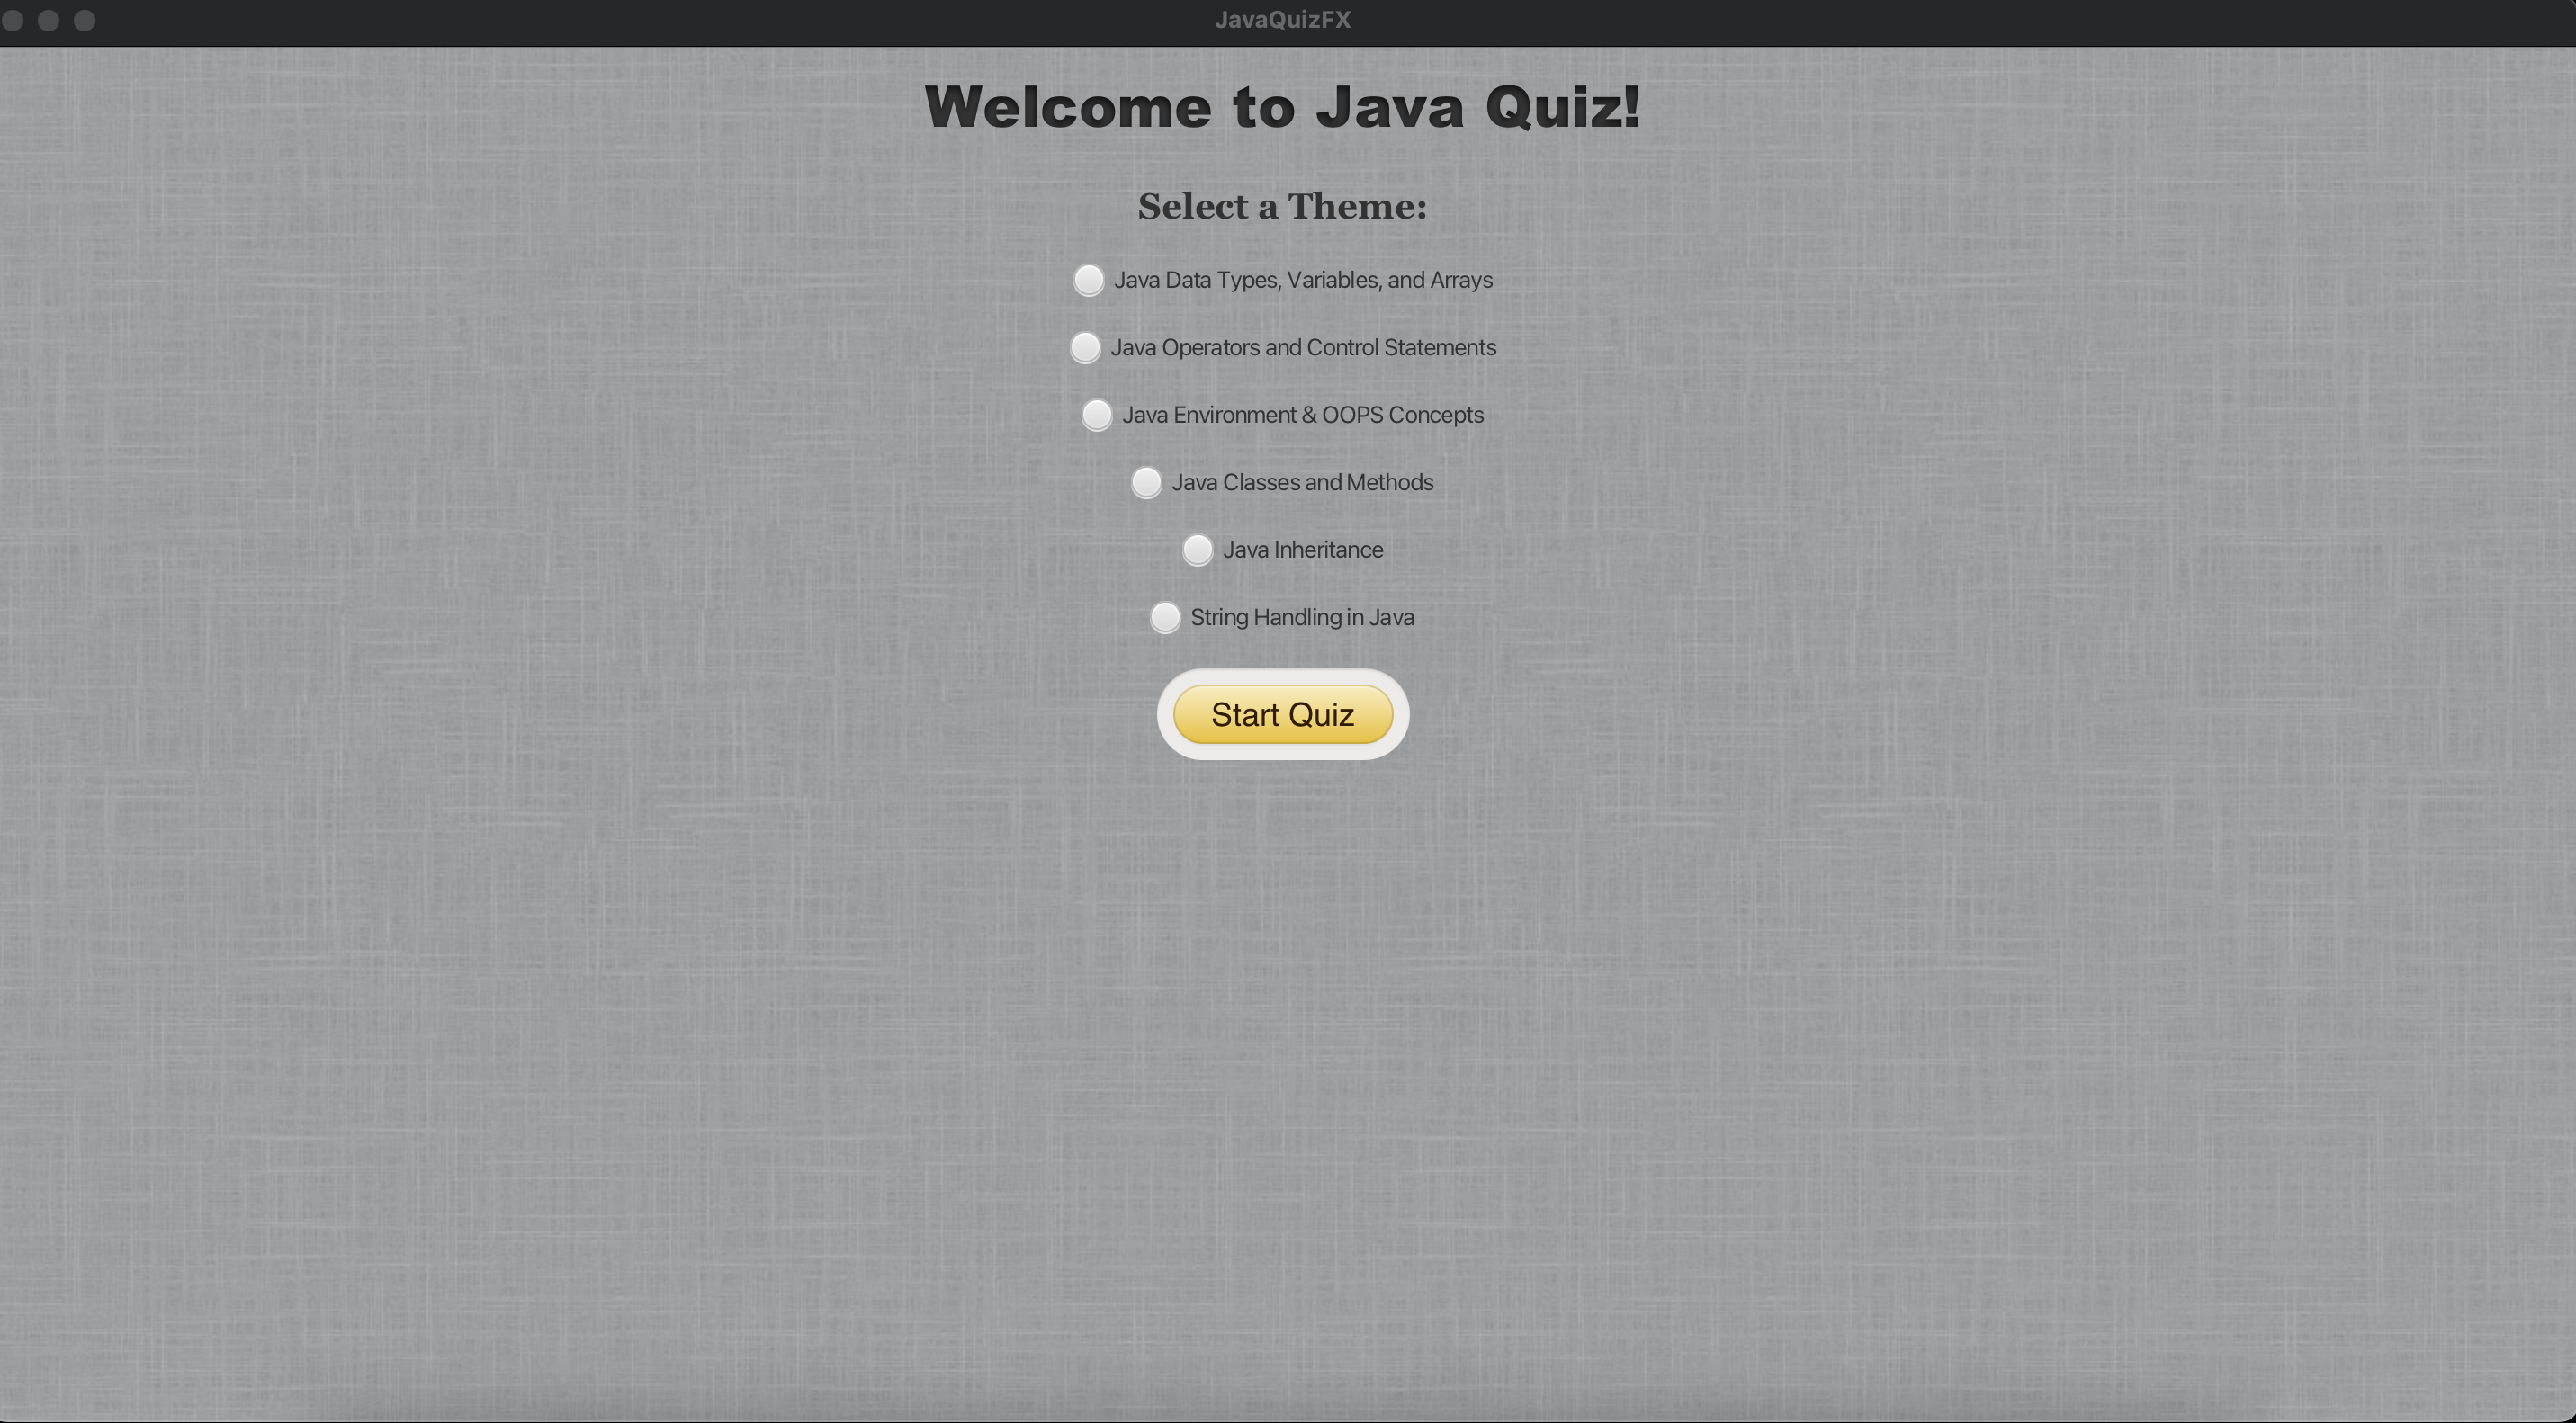 JavaQuizFX
Welcome to Java Quiz!
Select a Theme:
Java Data Types, Variables, and Arrays
Java Operators and Control Statements
Java Environment & OOPS Concepts
Java Classes and Methods
Java Inheritance
String Handling in Java
Start Quiz